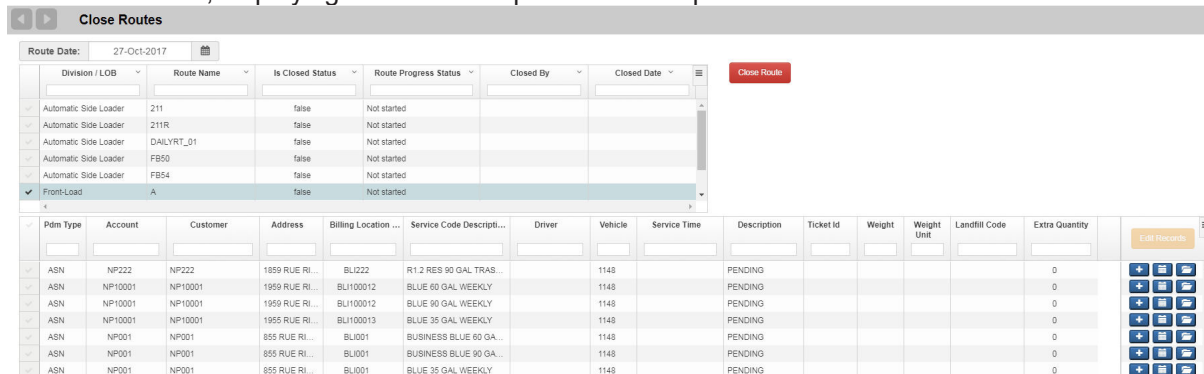 Close Routes
Route Date: 27-Oct-2017
Division / LOB Route Name Is Closed Status Route Progress Status Closed By Closed Date Close Route
Automatic Side Loader 211 false Not started
Automatic Side Loader 211R false Not started
Automatic Side Loader DAILYRT_01 false Not started
Automatic Side Loader FB50 false Not started
Automatic Side Loader FB54 false Not started
Front-Load A false Not started
Pdm Type Account Customer Address Billing Location ... Service Code Descripti... Driver Vehicle Service Time Description Ticket Id Weight Weight Unit Landfill Code Extra Quantity Edit Records
ASN NP222 NP222 1859 RUE RI... BLI222 R1.2 RES 90 GAL TRAS... 1148 PENDING 0
ASN NP10001 NP10001 1959 RUE RI... BLI100012 BLUE 60 GAL WEEKLY 1148 PENDING 0
ASN NP10001 NP10001 1959 RUE RI... BLI100012 BLUE 90 GAL WEEKLY 1148 PENDING 0
ASN NP10001 NP10001 1955 RUE RI... BLI100013 BLUE 35 GAL WEEKLY 1148 PENDING 0
ASN NP001 NP001 855 RUE RI... BLI001 BUSINESS BLUE 60 GA... 1148 PENDING 0
ASN NP001 NP001 855 RUE RI... BLI001 BUSINESS BLUE 90 GA... 1148 PENDING 0
ASN NP001 NP001 855 RUE RI... BLI001 BLUE 35 GAL WEEKLY 1148 PENDING 0